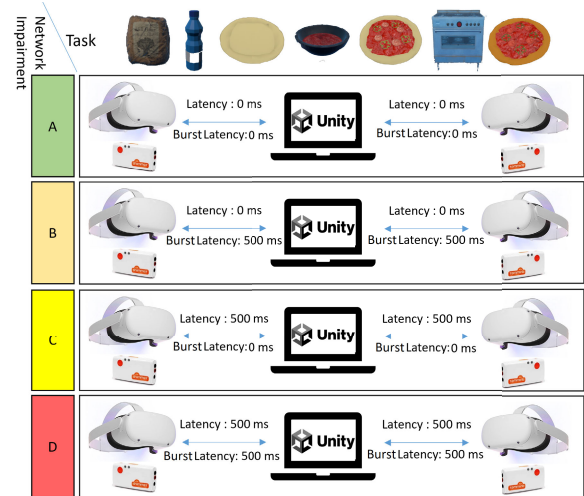 Network
Impairment
Task
A
Latency : 0 ms
Burst Latency: 0 ms
Unity
Latency : 0 ms
Burst Latency: 0 ms
B
Latency : 0 ms
Burst Latency: 500 ms
Unity
Latency : 0 ms
Burst Latency: 500 ms
C
Latency : 500 ms
Burst Latency: 0 ms
Unity
Latency : 500 ms
Burst Latency: 0 ms
D
Latency : 500 ms
Burst Latency: 500 ms
Unity
Latency : 500 ms
Burst Latency: 500 ms